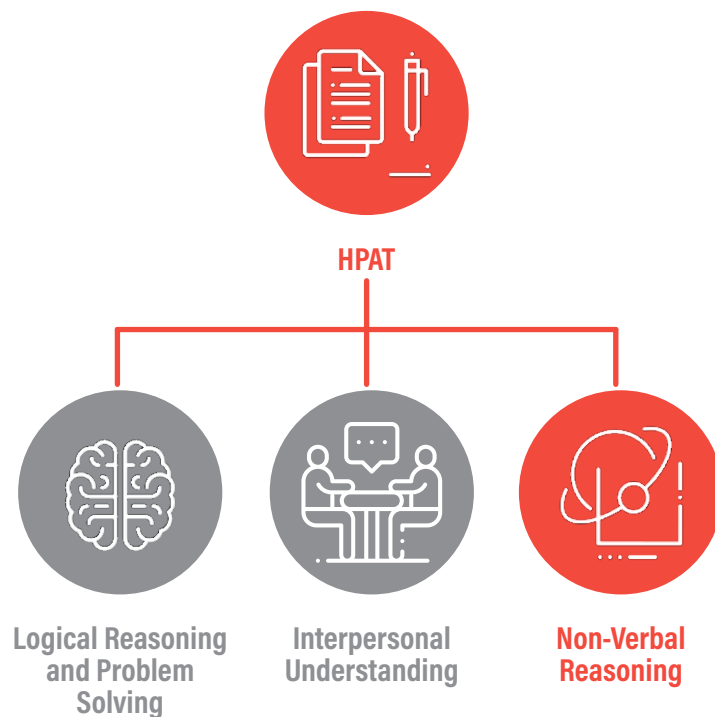 HPAT
Logical Reasoning
and Problem
Solving
Interpersonal
Understanding
Non-Verbal
Reasoning